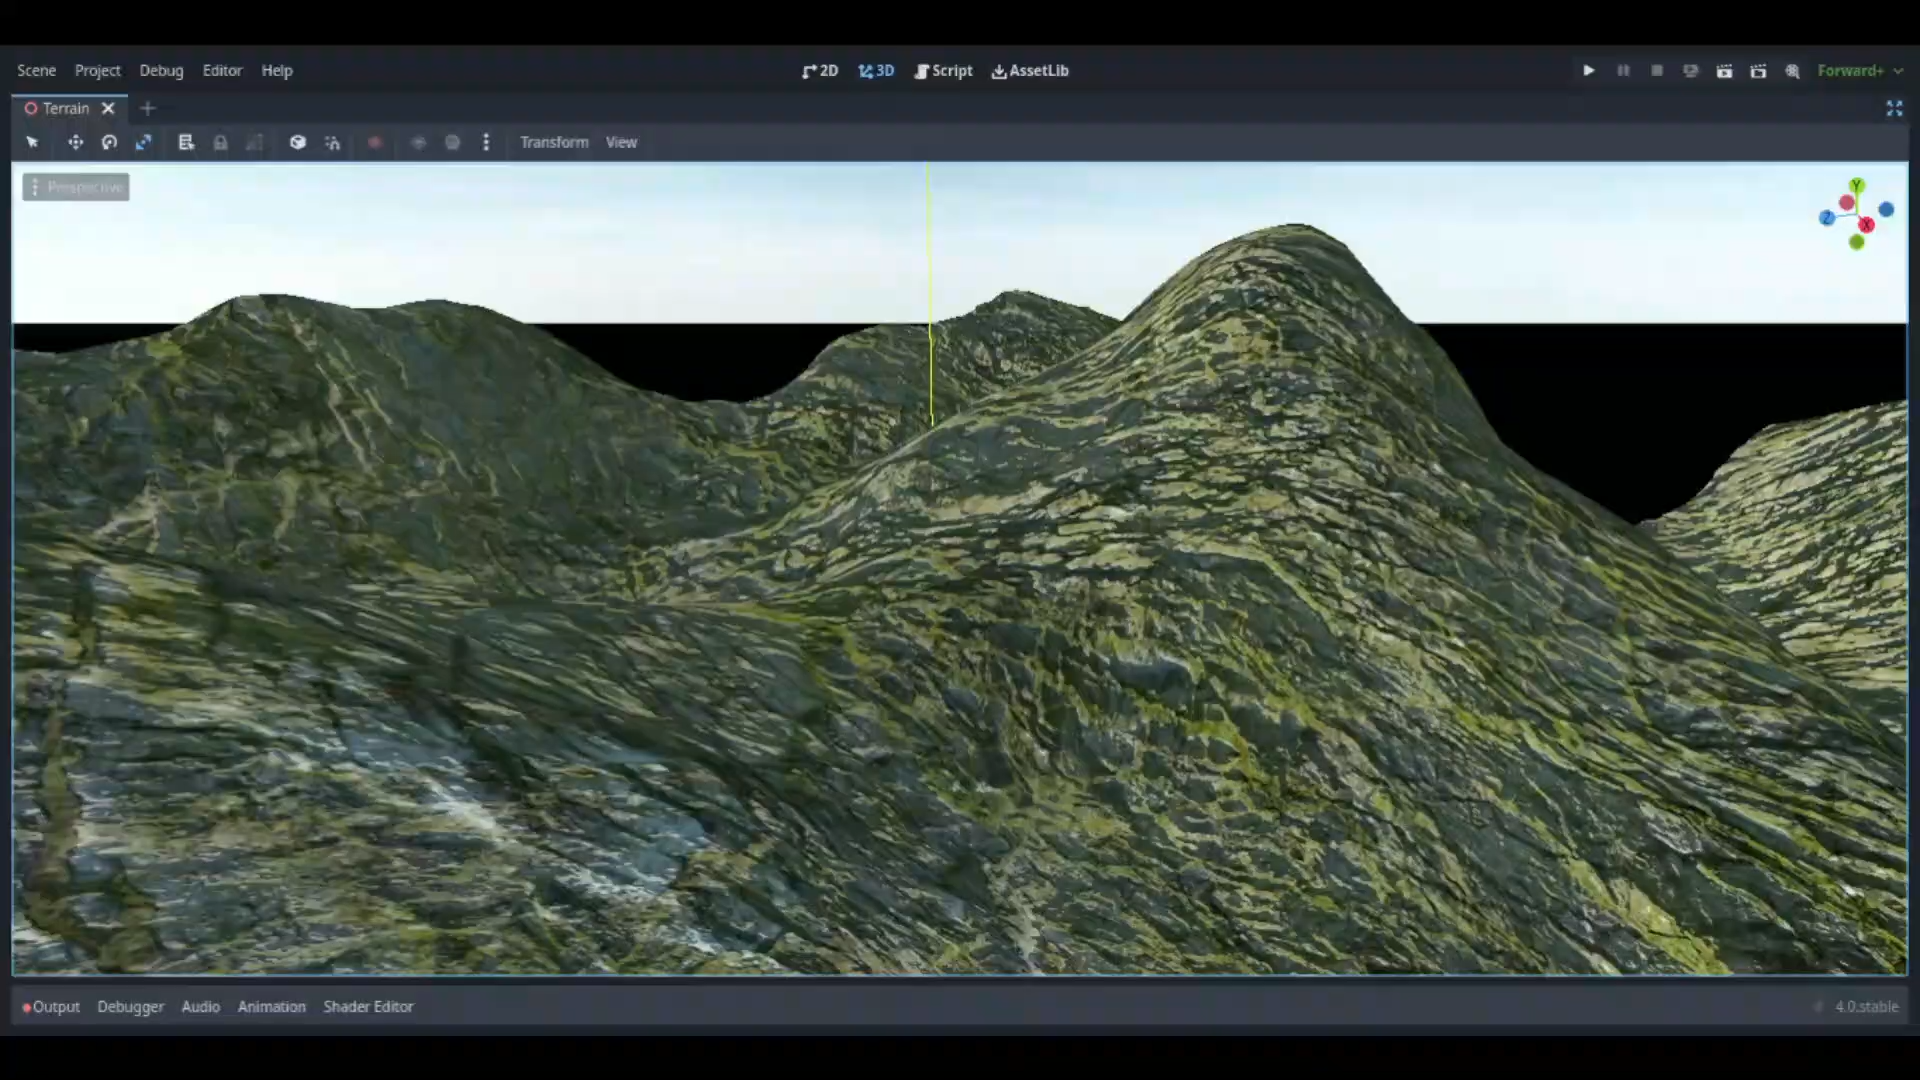 Scene Project Debug Editor Help 2D 3D Script AssetLib Forward+
Terrain
Transform View
Perspective
Y
Z X
Output Debugger Audio Animation Shader Editor 4.0.stable